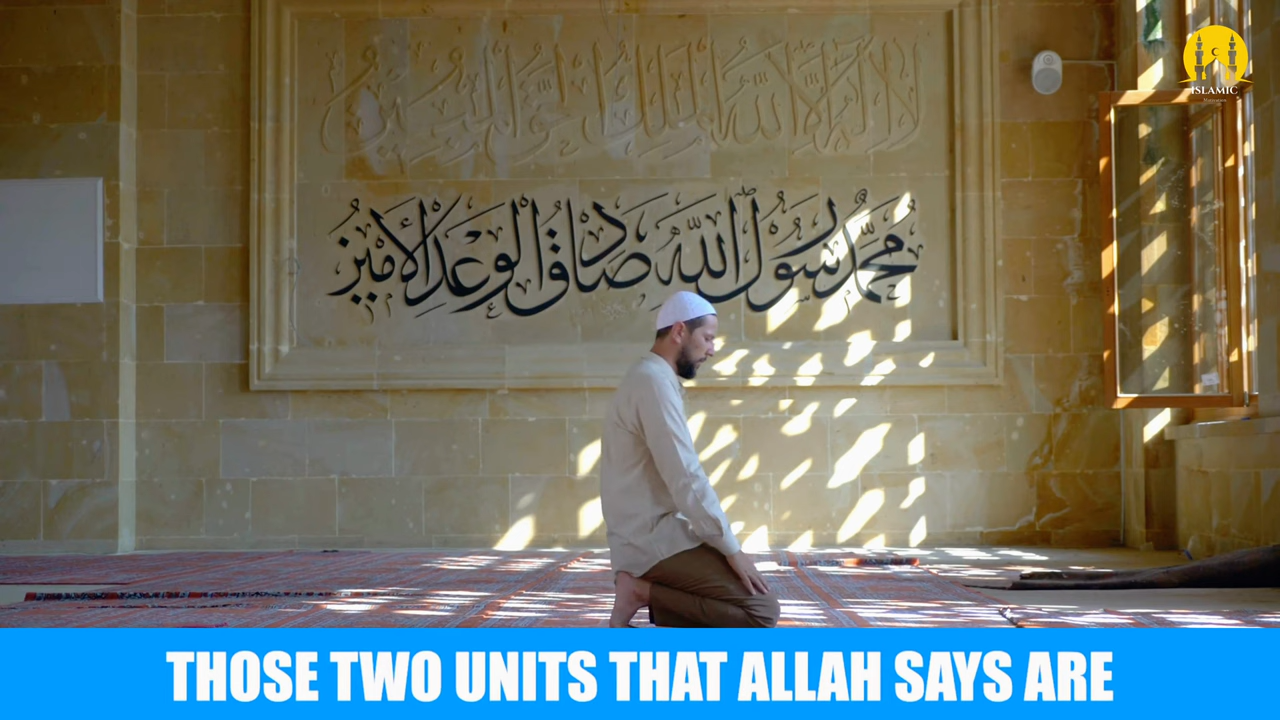 لا إله إلا الله الملك الحق المبين
محمد رسول الله صادق الوعد الأمين
ISLAMIC
THOSE TWO UNITS THAT ALLAH SAYS ARE